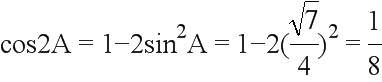 cos2A = 1−2sin²A = 1−2(√7/4)² = 1/8